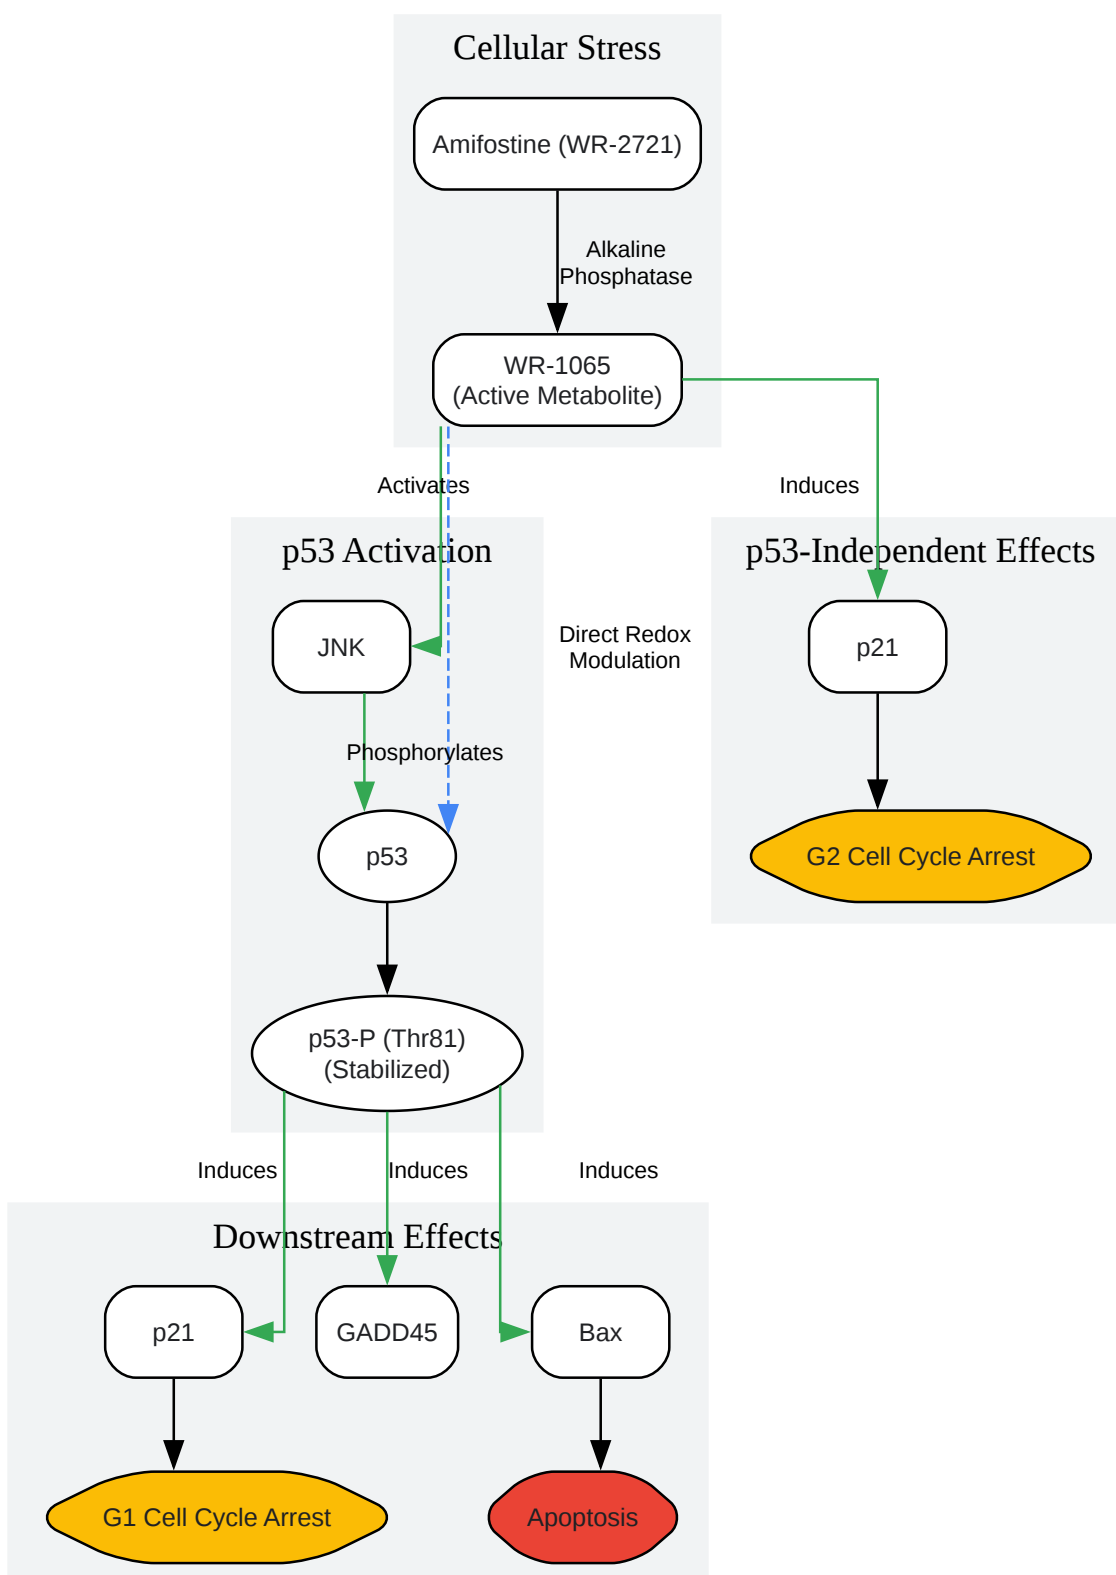 Cellular Stress
Amifostine (WR-2721)
Alkaline
Phosphatase
WR-1065
(Active Metabolite)
Activates
Induces
p53 Activation
p53-Independent Effects
JNK
Direct Redox
Modulation
p21
Phosphorylates
p53
G2 Cell Cycle Arrest
p53-P (Thr81)
(Stabilized)
Induces
Induces
Induces
Downstream Effects
p21
GADD45
Bax
G1 Cell Cycle Arrest
Apoptosis